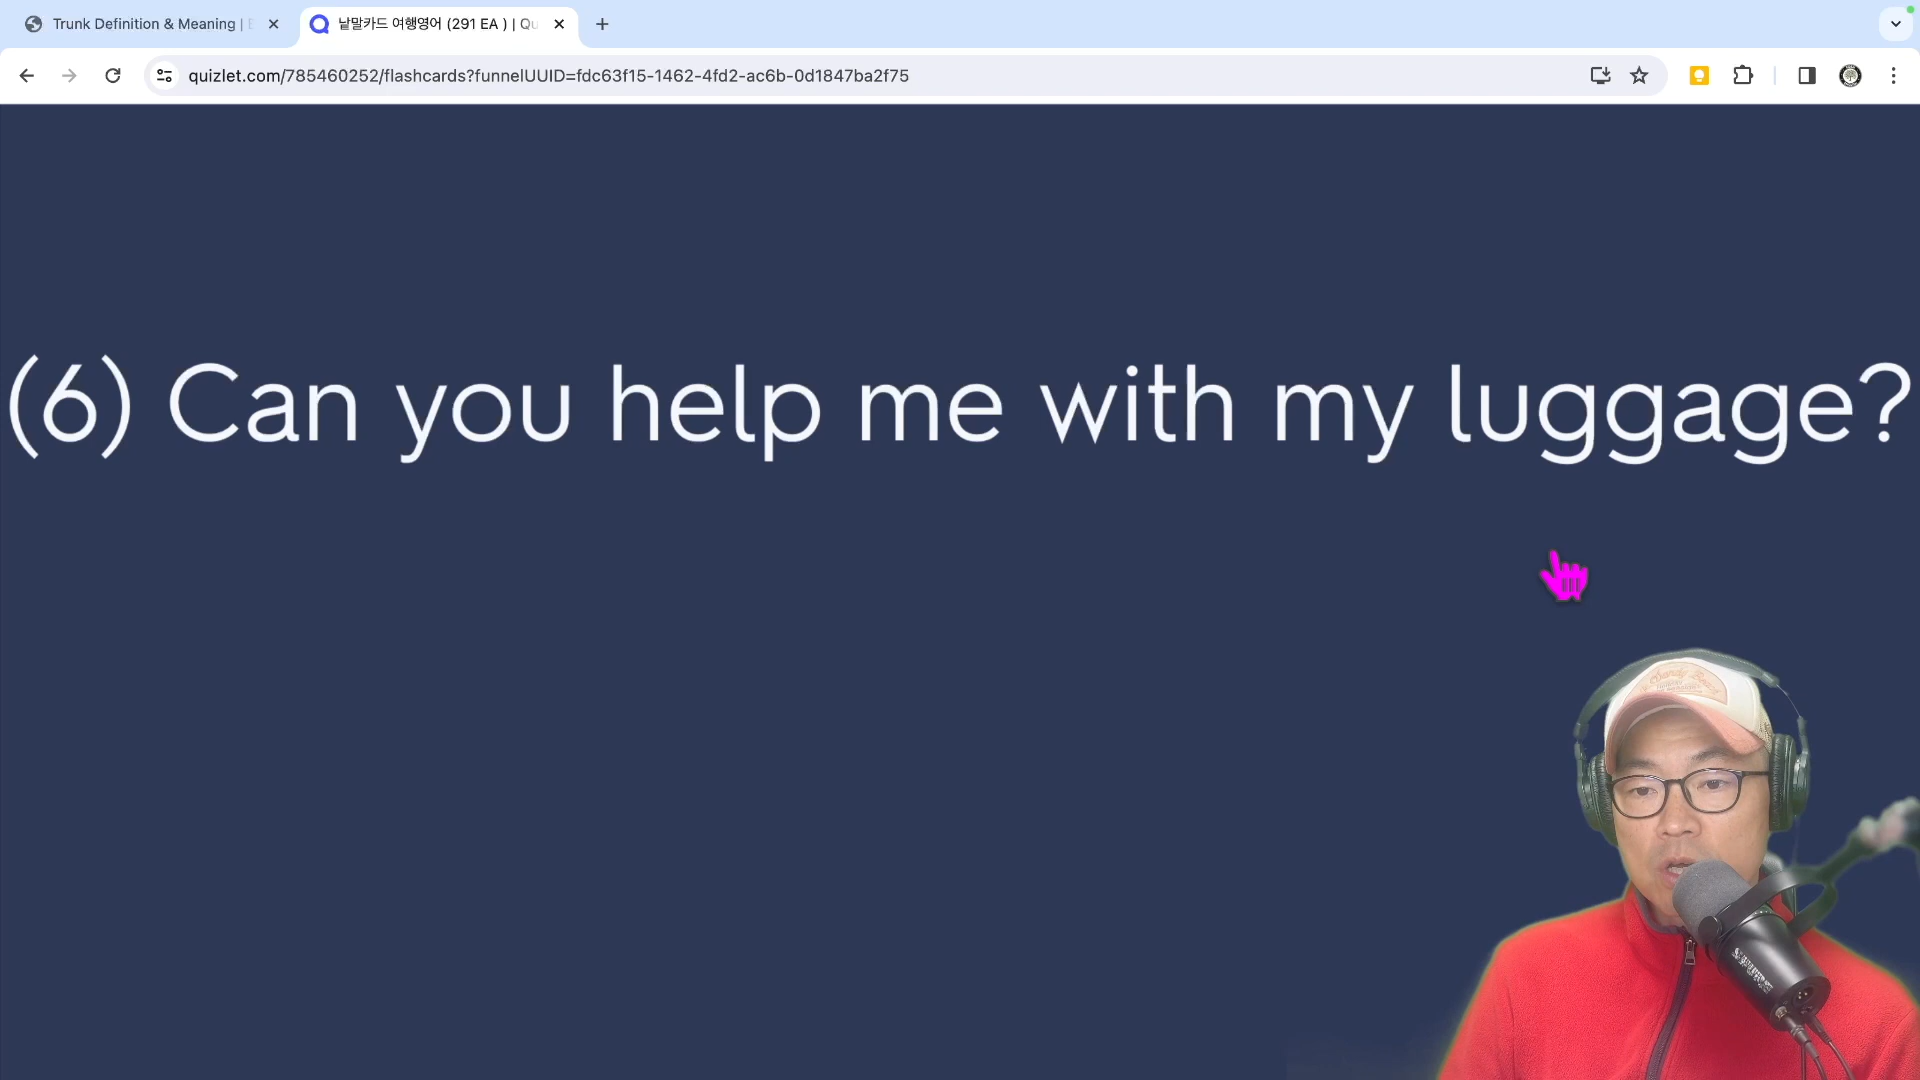 Trunk Definition & Meaning |
낱말카드 여행영어 (291 EA ) | Qu
quizlet.com/785460252/flashcards?funnelUUID=fdc63f15-1462-4fd2-ac6b-0d1847ba2f75
(6) Can you help me with my luggage?